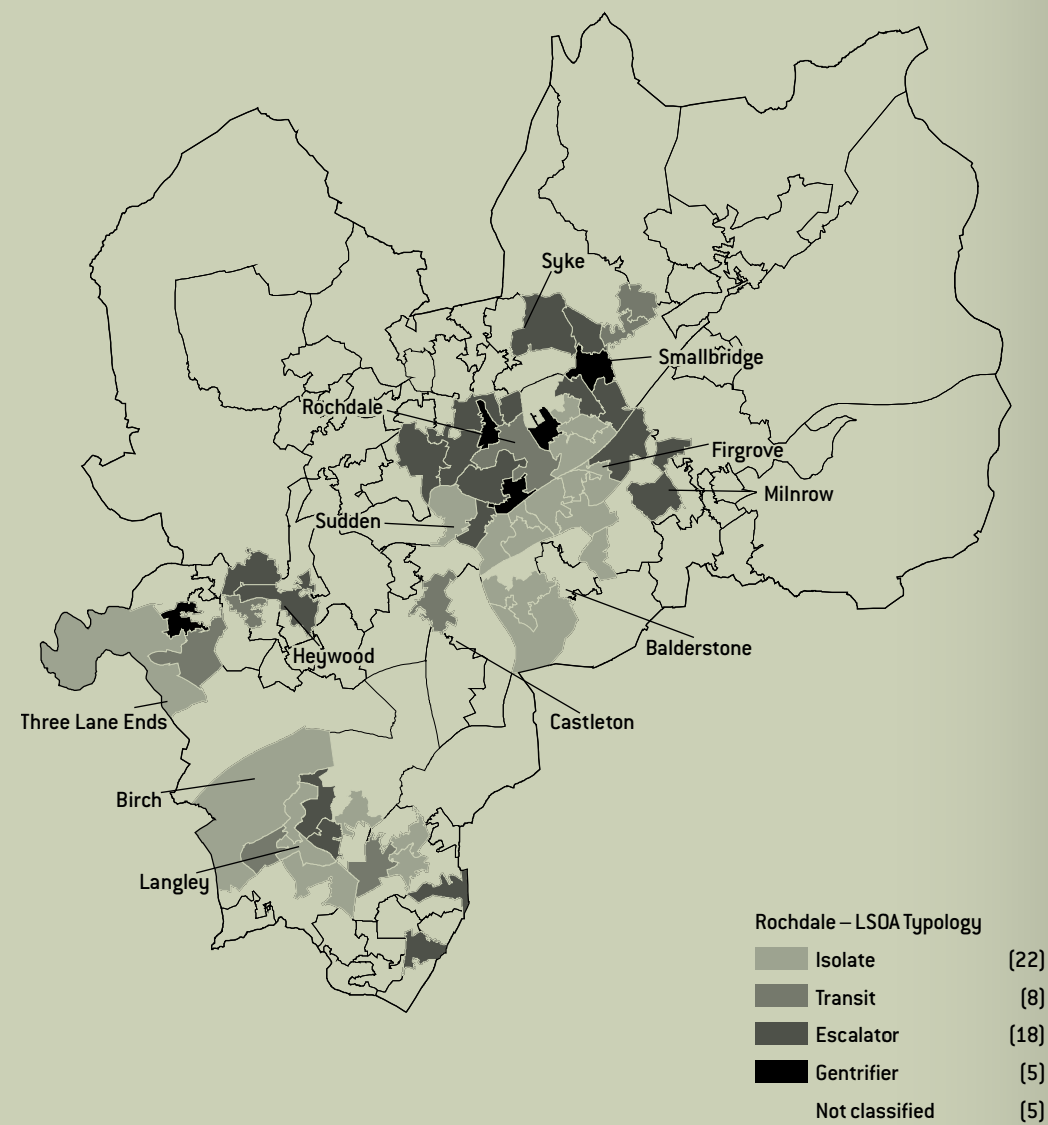 Syke
Smallbridge
Rochdale
Firgrove
Milnrow
Sudden
Balderstone
Heywood
Three Lane Ends
Castleton
Birch
Langley
Rochdale – LSOA Typology
Isolate (22)
Transit (8)
Escalator (18)
Gentrifier (5)
Not classified (5)